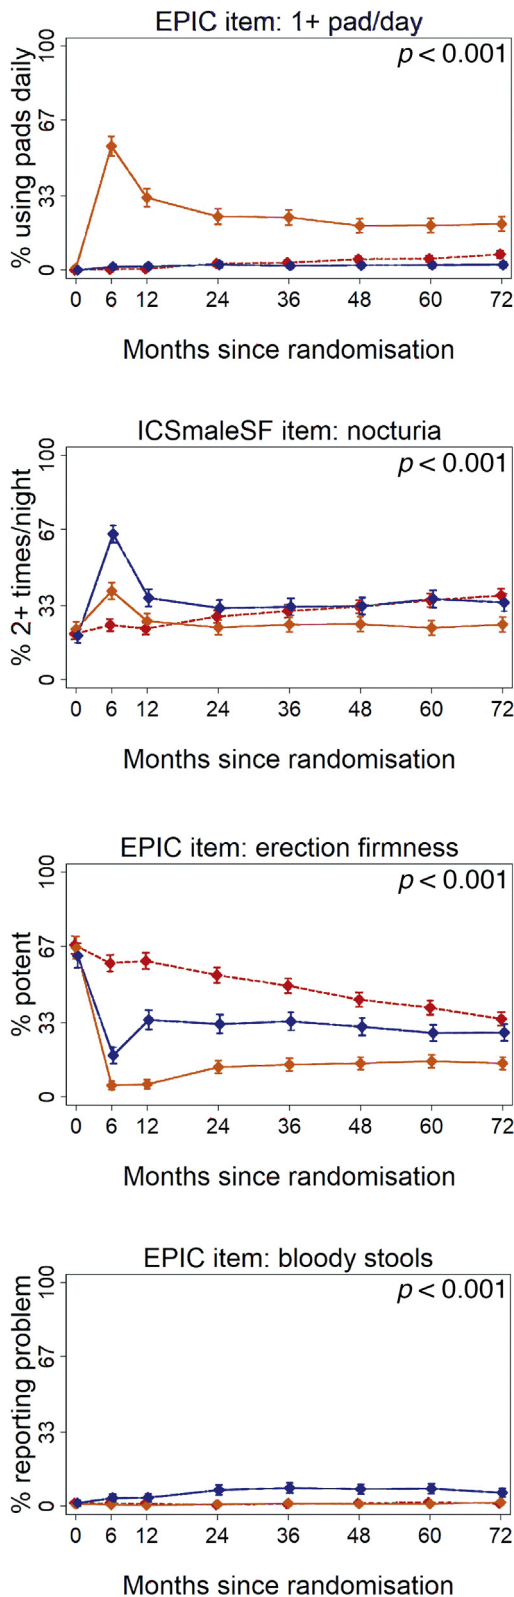 EPIC item: 1+ pad/day
p < 0.001
% using pads daily
100
67
33
0
0 6 12 24 36 48 60 72
Months since randomisation
ICSmaleSF item: nocturia
p < 0.001
% 2+ times/night
100
67
33
0
0 6 12 24 36 48 60 72
Months since randomisation
EPIC item: erection firmness
p < 0.001
% potent
100
67
33
0
0 6 12 24 36 48 60 72
Months since randomisation
EPIC item: bloody stools
p < 0.001
% reporting problem
100
67
33
0
0 6 12 24 36 48 60 72
Months since randomisation